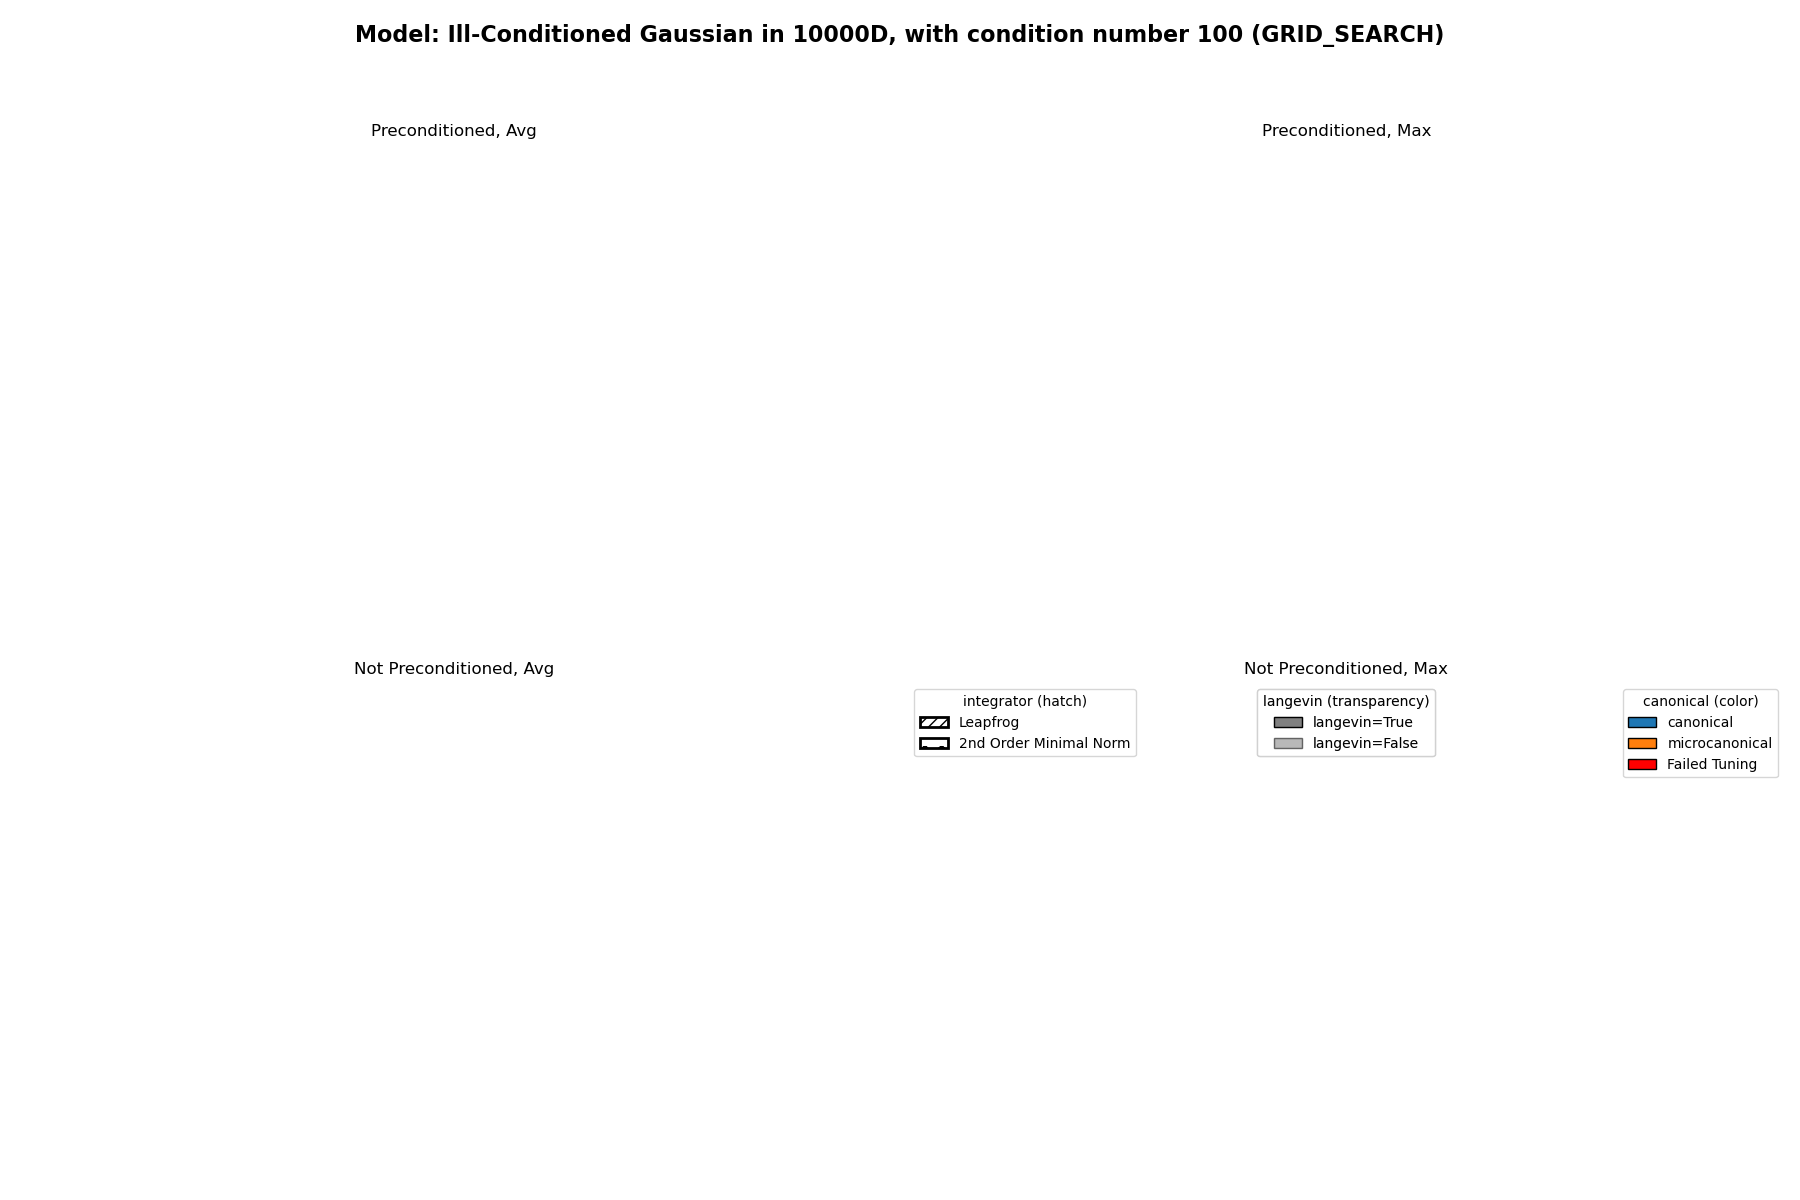 Model: Ill-Conditioned Gaussian in 10000D, with condition number 100 (GRID_SEARCH)
Preconditioned, Avg
Preconditioned, Max
Not Preconditioned, Avg
Not Preconditioned, Max
integrator (hatch)
Leapfrog
2nd Order Minimal Norm
langevin (transparency)
langevin=True
langevin=False
canonical (color)
canonical
microcanonical
Failed Tuning